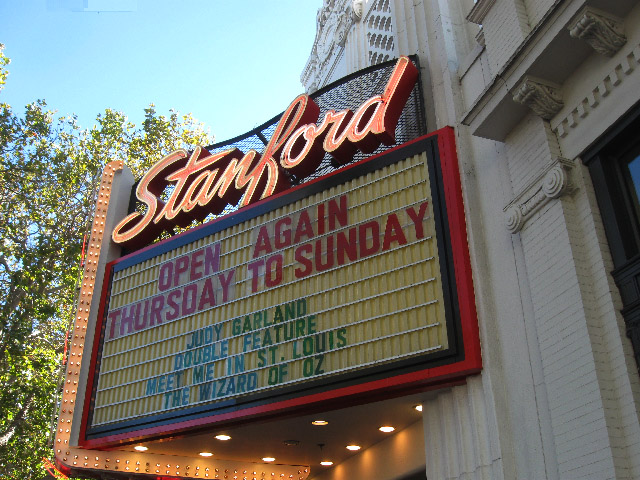 Stanford
OPEN AGAIN
THURSDAY TO SUNDAY
JUDY GARLAND
DOUBLE FEATURE
MEET ME IN ST. LOUIS
THE WIZARD OF OZ